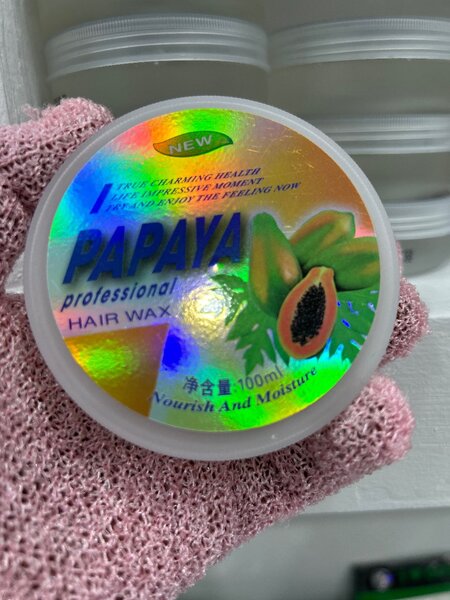 NEW
TRUE CHARMING HEALTH
LIFE IMPRESSIVE MOMENT
TRY AND ENJOY THE FEELING NOW
PAPAYA
professional
HAIR WAX
净含量:100ml
Nourish And Moisture